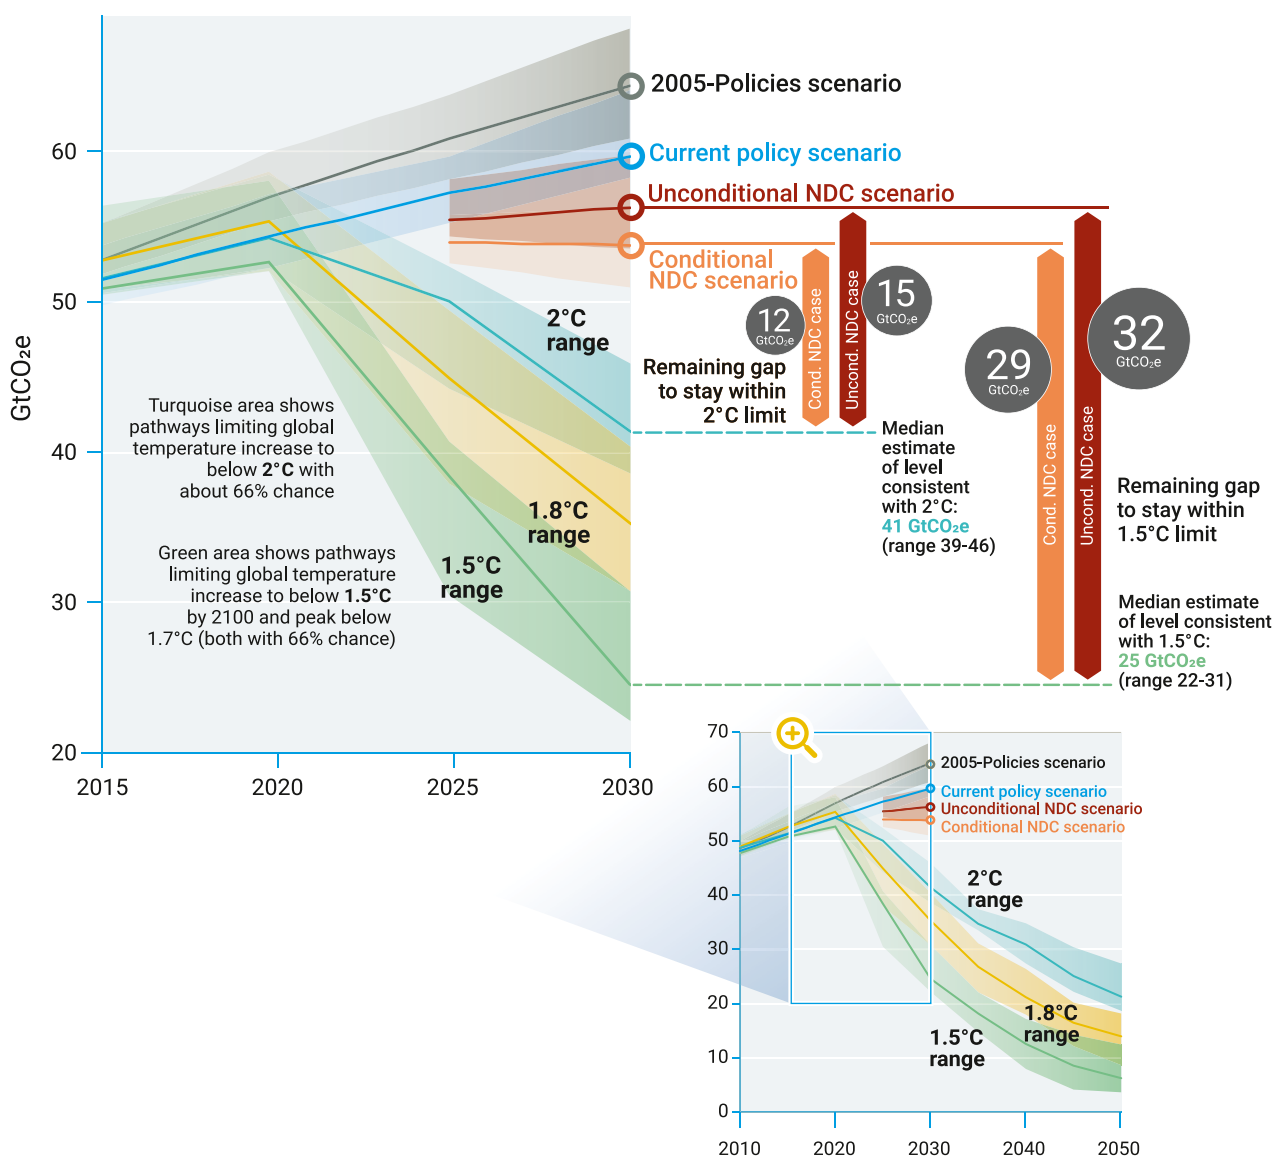 GtCO₂e
60
50
40
30
20
2015
2020
2025
2030
2005-Policies scenario
Current policy scenario
Unconditional NDC scenario
Conditional
NDC scenario
2°C
range
1.8°C
range
1.5°C
range
Turquoise area shows
pathways limiting global
temperature increase to
below 2°C with
about 66% chance
Green area shows pathways
limiting global temperature
increase to below 1.5°C
by 2100 and peak below
1.7°C (both with 66% chance)
12
GtCO₂e
Cond. NDC case
Uncond. NDC case
15
GtCO₂e
Remaining gap
to stay within
2°C limit
Median
estimate
of level
consistent
with 2°C:
41 GtCO₂e
(range 39-46)
29
GtCO₂e
Cond. NDC case
Uncond. NDC case
32
GtCO₂e
Remaining gap
to stay within
1.5°C limit
Median estimate
of level consistent
with 1.5°C:
25 GtCO₂e
(range 22-31)
70
60
50
40
30
20
10
0
2010
2020
2030
2040
2050
2005-Policies scenario
Current policy scenario
Unconditional NDC scenario
Conditional NDC scenario
2°C
range
1.8°C
range
1.5°C
range